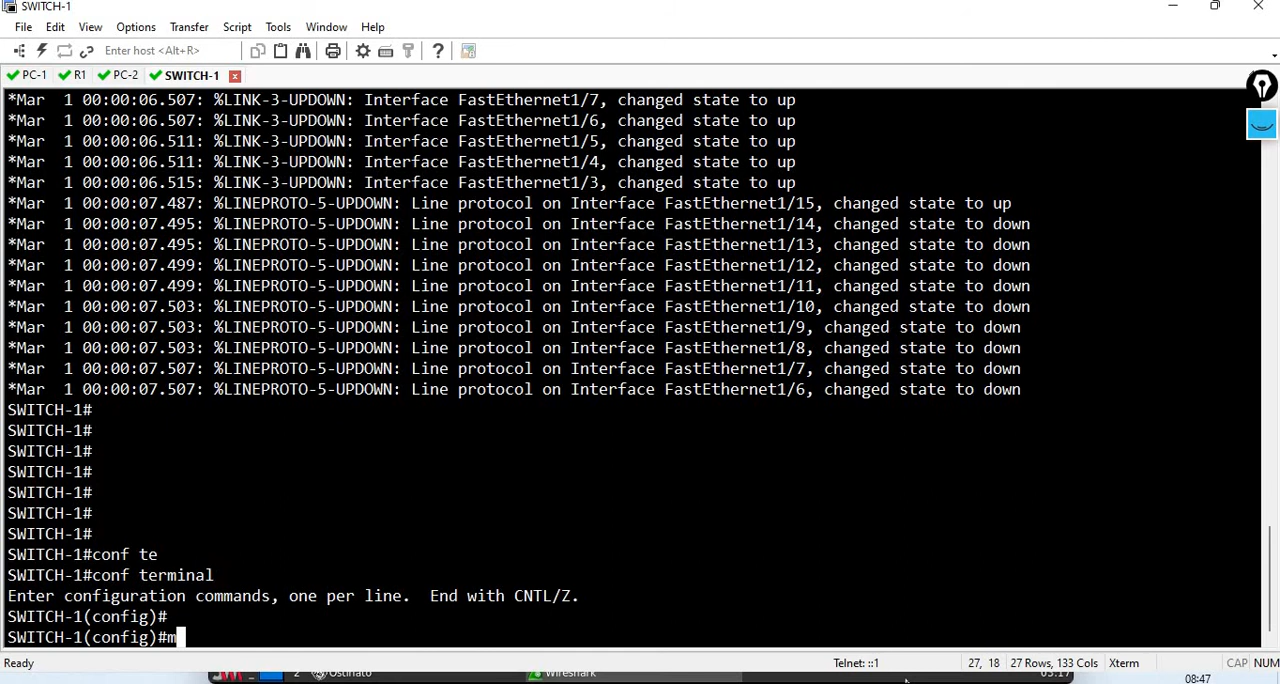 SWITCH-1
File Edit View Options Transfer Script Tools Window Help
Enter host <Alt+R>
PC-1 R1 PC-2 SWITCH-1
*Mar  1 00:00:06.507: %LINK-3-UPDOWN: Interface FastEthernet1/7, changed state to up
*Mar  1 00:00:06.507: %LINK-3-UPDOWN: Interface FastEthernet1/6, changed state to up
*Mar  1 00:00:06.511: %LINK-3-UPDOWN: Interface FastEthernet1/5, changed state to up
*Mar  1 00:00:06.511: %LINK-3-UPDOWN: Interface FastEthernet1/4, changed state to up
*Mar  1 00:00:06.515: %LINK-3-UPDOWN: Interface FastEthernet1/3, changed state to up
*Mar  1 00:00:07.487: %LINEPROTO-5-UPDOWN: Line protocol on Interface FastEthernet1/15, changed state to up
*Mar  1 00:00:07.495: %LINEPROTO-5-UPDOWN: Line protocol on Interface FastEthernet1/14, changed state to down
*Mar  1 00:00:07.495: %LINEPROTO-5-UPDOWN: Line protocol on Interface FastEthernet1/13, changed state to down
*Mar  1 00:00:07.499: %LINEPROTO-5-UPDOWN: Line protocol on Interface FastEthernet1/12, changed state to down
*Mar  1 00:00:07.499: %LINEPROTO-5-UPDOWN: Line protocol on Interface FastEthernet1/11, changed state to down
*Mar  1 00:00:07.503: %LINEPROTO-5-UPDOWN: Line protocol on Interface FastEthernet1/10, changed state to down
*Mar  1 00:00:07.503: %LINEPROTO-5-UPDOWN: Line protocol on Interface FastEthernet1/9, changed state to down
*Mar  1 00:00:07.503: %LINEPROTO-5-UPDOWN: Line protocol on Interface FastEthernet1/8, changed state to down
*Mar  1 00:00:07.507: %LINEPROTO-5-UPDOWN: Line protocol on Interface FastEthernet1/7, changed state to down
*Mar  1 00:00:07.507: %LINEPROTO-5-UPDOWN: Line protocol on Interface FastEthernet1/6, changed state to down
SWITCH-1#
SWITCH-1#
SWITCH-1#
SWITCH-1#
SWITCH-1#
SWITCH-1#
SWITCH-1#
SWITCH-1#conf te
SWITCH-1#conf terminal
Enter configuration commands, one per line.  End with CNTL/Z.
SWITCH-1(config)#
SWITCH-1(config)#m
Ready Telnet: ::1 27, 18 27 Rows, 133 Cols Xterm CAP NUM
2 Ostinato Wireshark 03:17 08:47